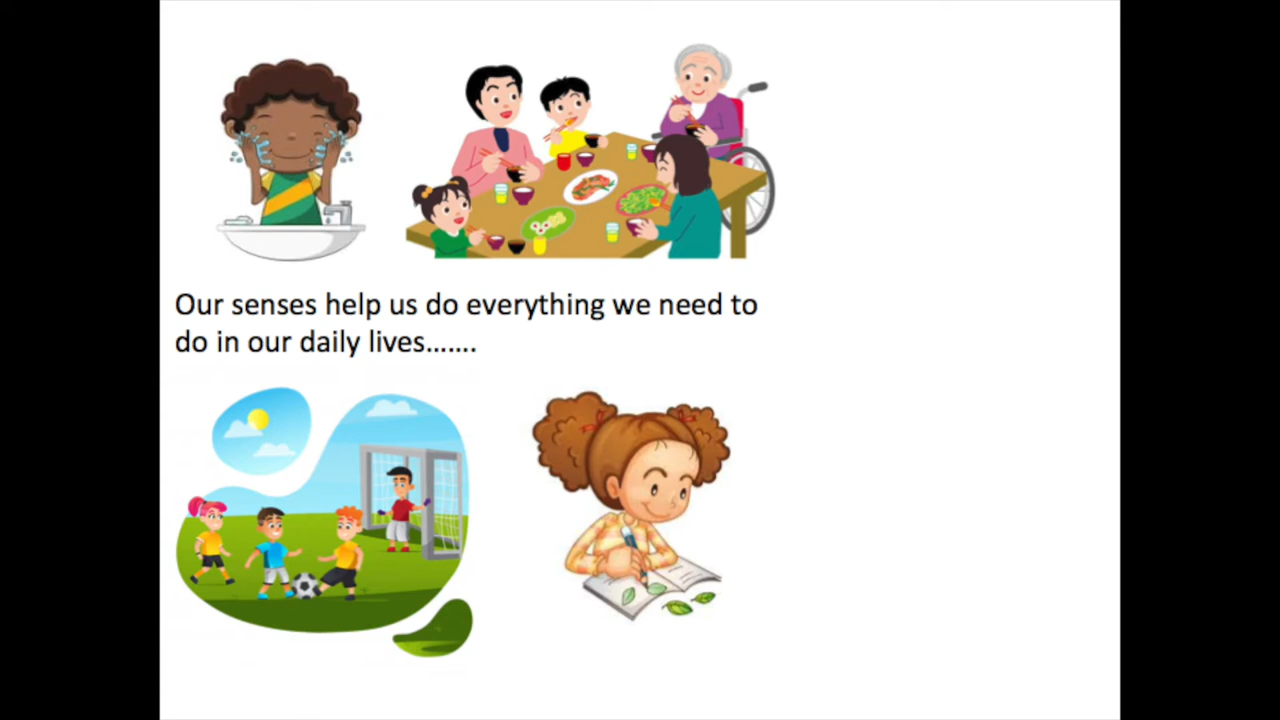 Our senses help us do everything we need to
do in our daily lives.......